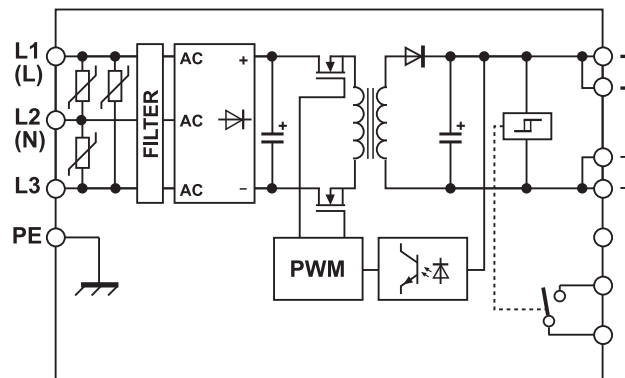 L1
(L)
L2
(N)
L3
PE
FILTER
AC
+
AC
AC
−
+
+
PWM